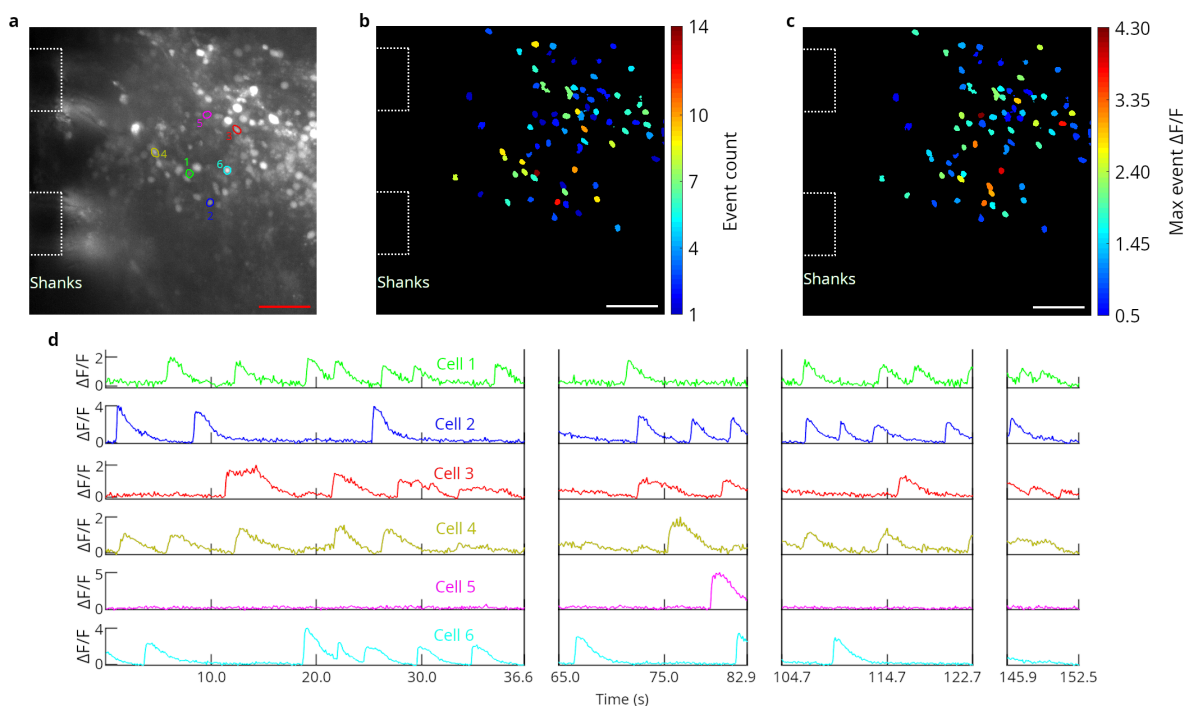 a
b
c
1
2
4
6
Shanks
Shanks
Shanks
14
10
7
4
1
Event count
4.30
3.35
2.40
1.45
0.5
Max event ΔF/F
d
ΔF/F
2
0
Cell 1
ΔF/F
4
0
Cell 2
ΔF/F
2
0
Cell 3
ΔF/F
2
0
Cell 4
ΔF/F
5
0
Cell 5
ΔF/F
4
0
Cell 6
10.0 20.0 30.0 36.6 65.0 75.0 82.9 104.7 114.7 122.7 145.9 152.5
Time (s)